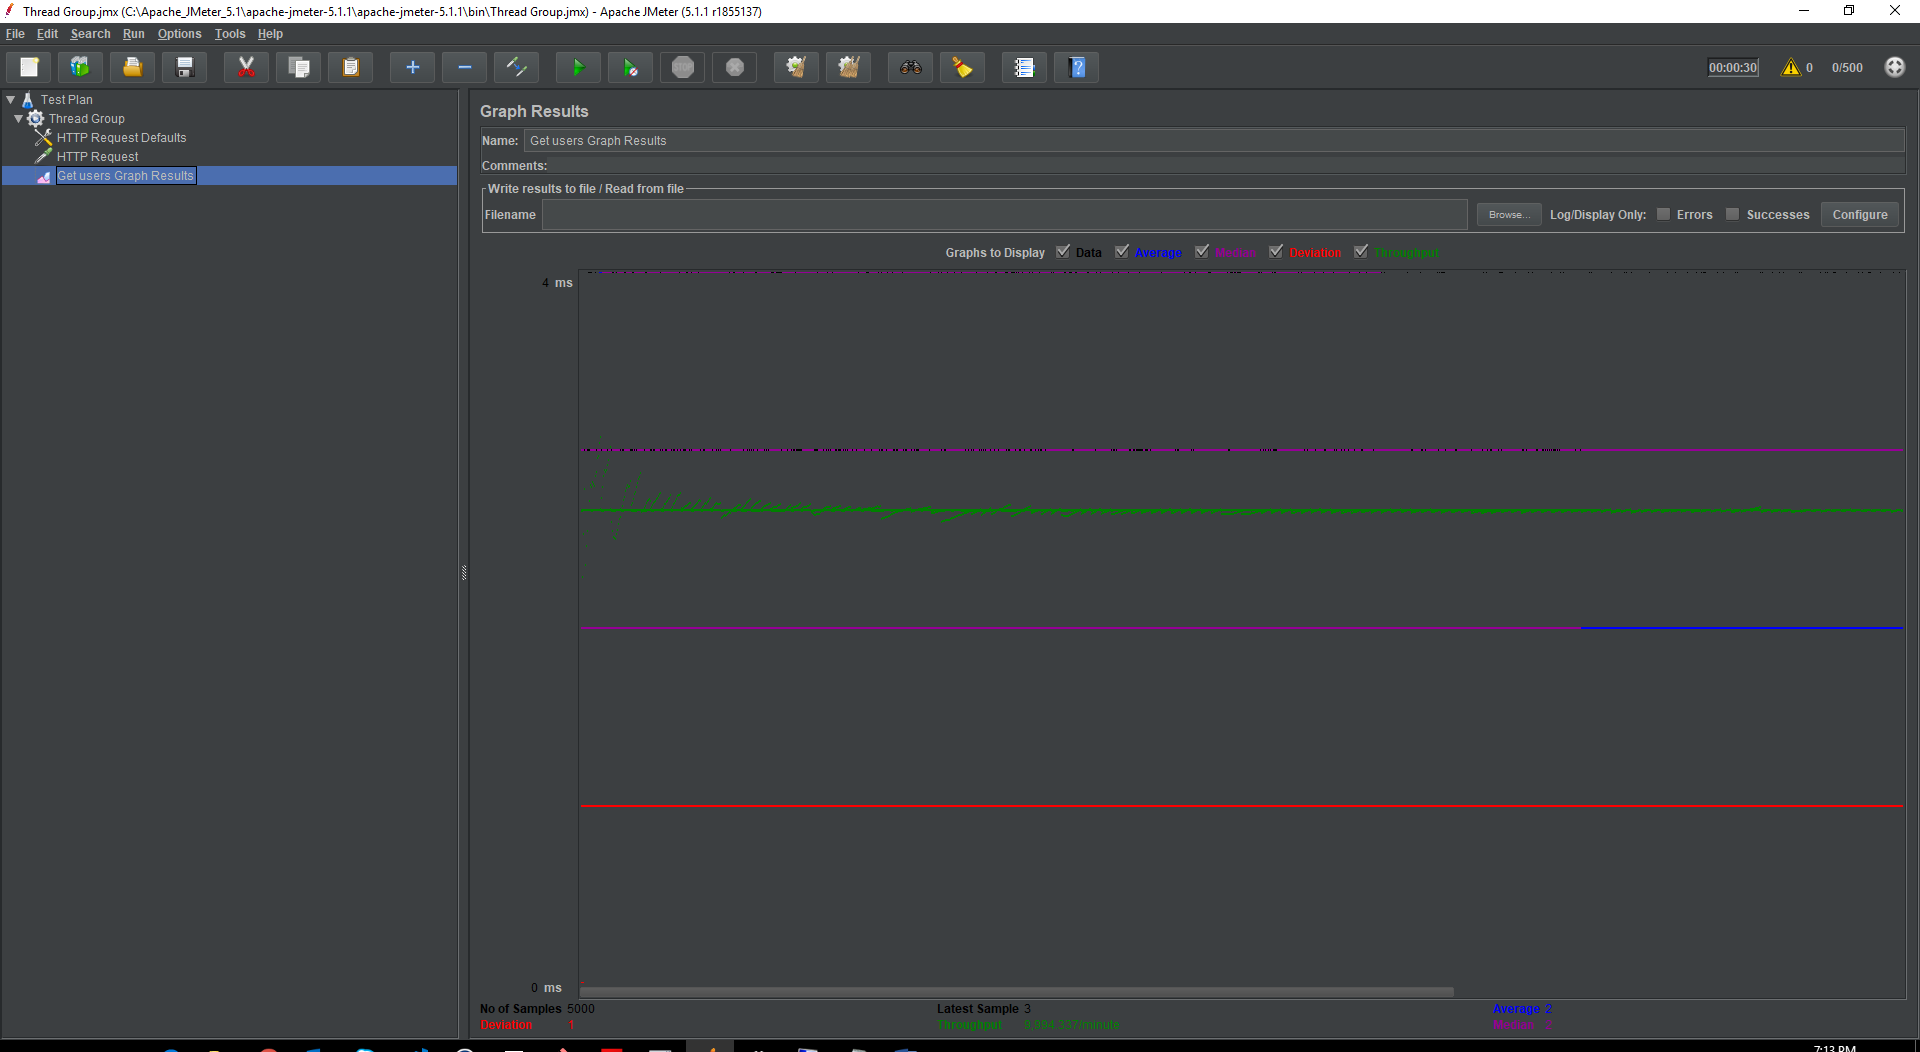 Thread Group.jmx (C:\Apache_JMeter_5.1\apache-jmeter-5.1.1\apache-jmeter-5.1.1\bin\Thread Group.jmx) - Apache JMeter (5.1.1 r1855137)
File Edit Search Run Options Tools Help
STOP 00:00:30 0 0/500
Test Plan
Thread Group
HTTP Request Defaults
HTTP Request
Get users Graph Results
Graph Results
Name: Get users Graph Results
Comments:
Write results to file / Read from file
Filename Browse... Log/Display Only: Errors Successes Configure
Graphs to Display Data Average Median Deviation Throughput
4 ms
0 ms
No of Samples 5000 Latest Sample 3 Average 2
Deviation 1 Throughput 9,994.337/minute Median
7:13 PM